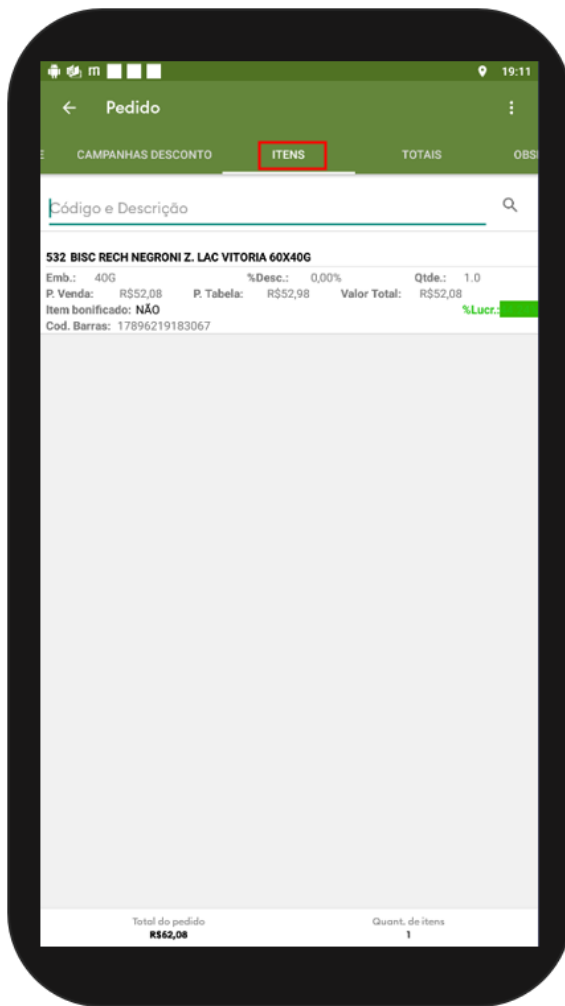 m 19:11
Pedido
E CAMPANHAS DESCONTO ITENS TOTAIS OBS
Código e Descrição
532 BISC RECH NEGRONI Z. LAC VITORIA 60X40G
Emb.: 40G %Desc.: 0,00% Qtde.: 1.0
P. Venda: R$52,08 P. Tabela: R$52,98 Valor Total: R$52,08
Item bonificado: NÃO %Lucr.:
Cod. Barras: 17896219183067
Total do pedido Quant. de itens
R$62,08 1